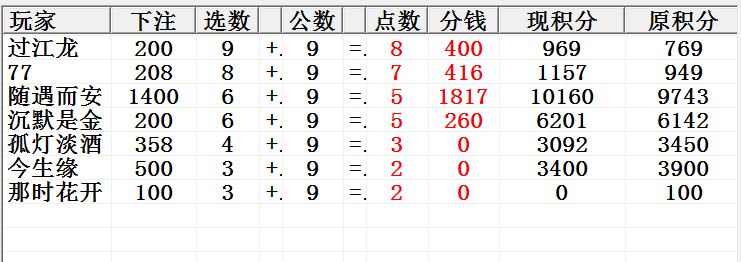 玩家 下注 选数 公数 点数 分钱 现积分 原积分
过江龙 200 9 +. 9 =. 8 400 969 769
77 208 8 +. 9 =. 7 416 1157 949
随遇而安 1400 6 +. 9 =. 5 1817 10160 9743
沉默是金 200 6 +. 9 =. 5 260 6201 6142
孤灯淡酒 358 4 +. 9 =. 3 0 3092 3450
今生缘 500 3 +. 9 =. 2 0 3400 3900
那时花开 100 3 +. 9 =. 2 0 0 100